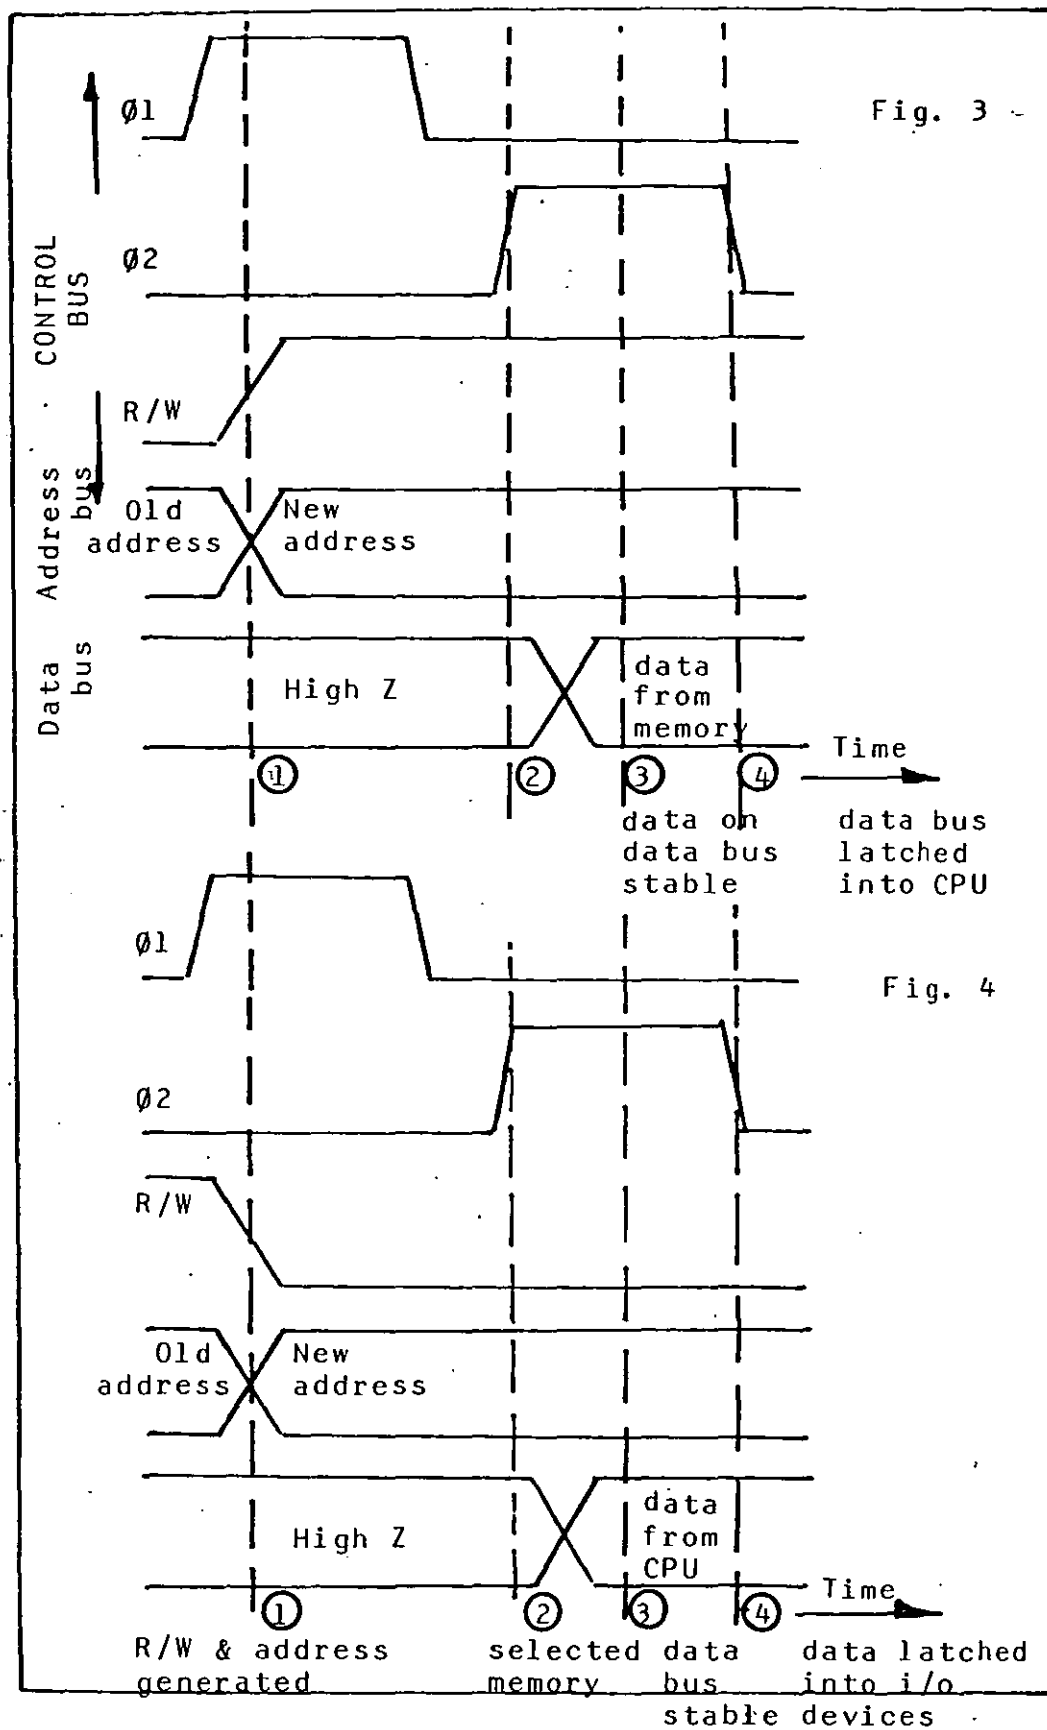 Ø1
Fig. 3
CONTROL
BUS
Ø2
R/W
Address
bus
Old
address
New
address
Data
bus
High Z
data
from
memory
Time
1
2
3
4
data on
data bus
stable
data bus
latched
into CPU
Ø1
Fig. 4
Ø2
R/W
Old
address
New
address
High Z
data
from
CPU
Time
1
2
3
4
R/W & address
generated
selected
memory
data
bus
stable
data latched
into i/o
devices